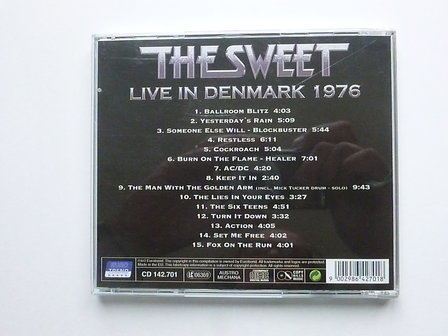 THE SWEET
LIVE IN DENMARK 1976
1. Ballroom Blitz 4:03
2. Yesterday's Rain 5:09
3. Someone Else Will - Blockbuster 5:44
4. Restless 6:11
5. Cockroach 5:04
6. Burn On The Flame - Healer 7:01
7. AC/DC 4:20
8. Keep It In 2:40
9. The Man With The Golden Arm (incl. Mick Tucker drum - solo) 9:43
10. The Lies In Your Eyes 3:27
11. The Six Teens 4:51
12. Turn It Down 3:32
13. Action 4:05
14. Set Me Free 4:02
15. Fox On The Run 4:01
CD 142.701
AUSTRO
MECHANA
9 002986 427018